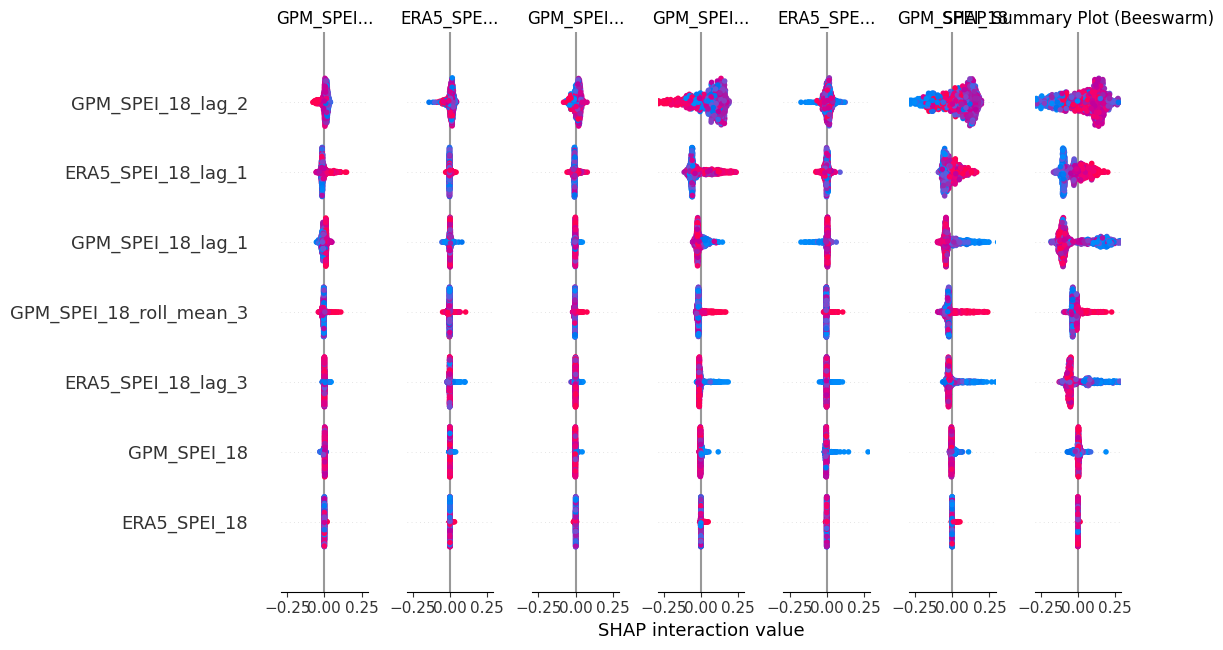 GPM_SPEI... ERA5_SPE... GPM_SPEI... GPM_SPEI... ERA5_SPE... GPM_SPEI_18 SHAP Summary Plot (Beeswarm)
GPM_SPEI_18_lag_2
ERA5_SPEI_18_lag_1
GPM_SPEI_18_lag_1
GPM_SPEI_18_roll_mean_3
ERA5_SPEI_18_lag_3
GPM_SPEI_18
ERA5_SPEI_18
−0.25 0.00 0.25 −0.25 0.00 0.25 −0.25 0.00 0.25 −0.25 0.00 0.25 −0.25 0.00 0.25 −0.25 0.00 0.25 −0.25 0.00 0.25
SHAP interaction value